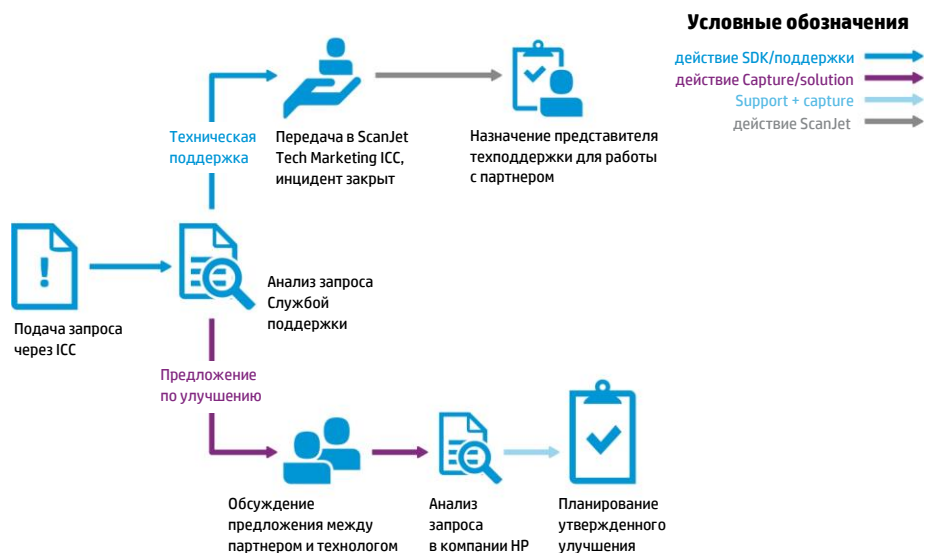 Условные обозначения
действие SDK/поддержки
действие Capture/solution
Support + capture
действие ScanJet
Техническая
поддержка
Передача в ScanJet
Tech Marketing ICC,
инцидент закрыт
Назначение представителя
техподдержки для работы
с партнером
Подача запроса
через ICC
Анализ запроса
Службой
поддержки
Предложение
по улучшению
Обсуждение
предложения между
партнером и технологом
Анализ
запроса
в компании HP
Планирование
утвержденного
улучшения